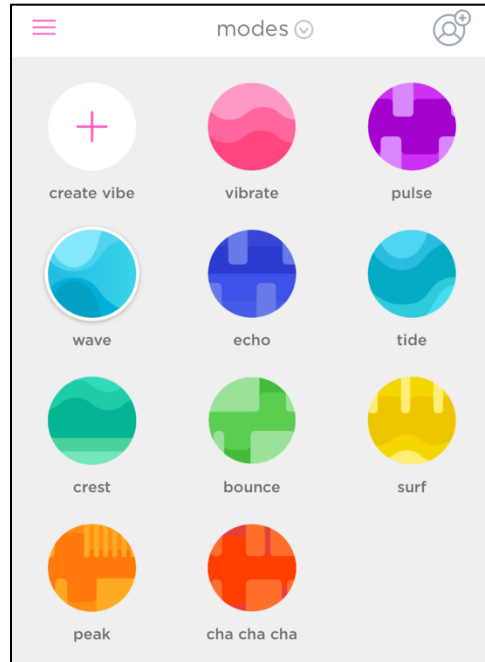 modes
create vibe vibrate pulse
wave echo tide
crest bounce surf
peak cha cha cha